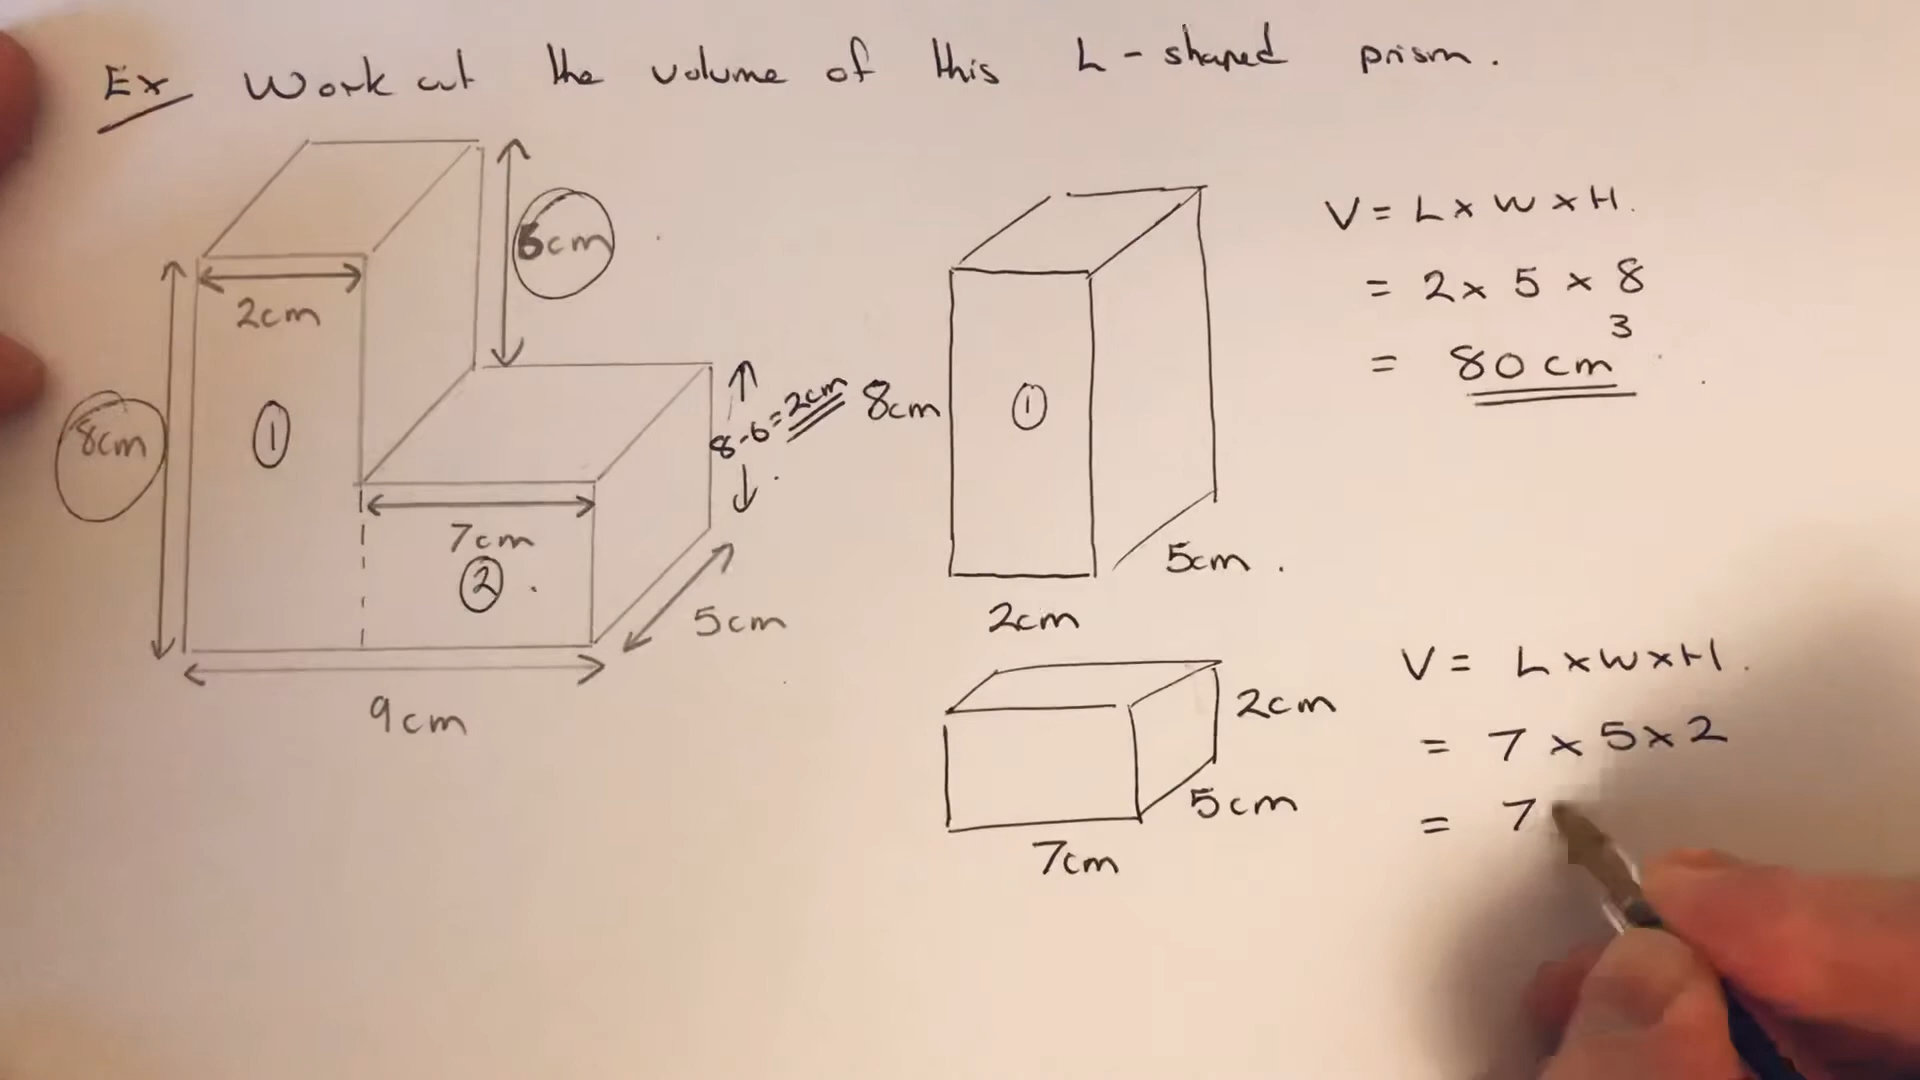 Ex Work out the volume of this L-shaped prism.
6cm
2cm
8cm
1
8-6=2cm
7cm
2
5cm
9cm
8cm
1
5cm.
2cm
V = L x W x H.
= 2 x 5 x 8
= 80 cm³
2cm
5cm
7cm
V = L x W x H.
= 7 x 5 x 2
= 7